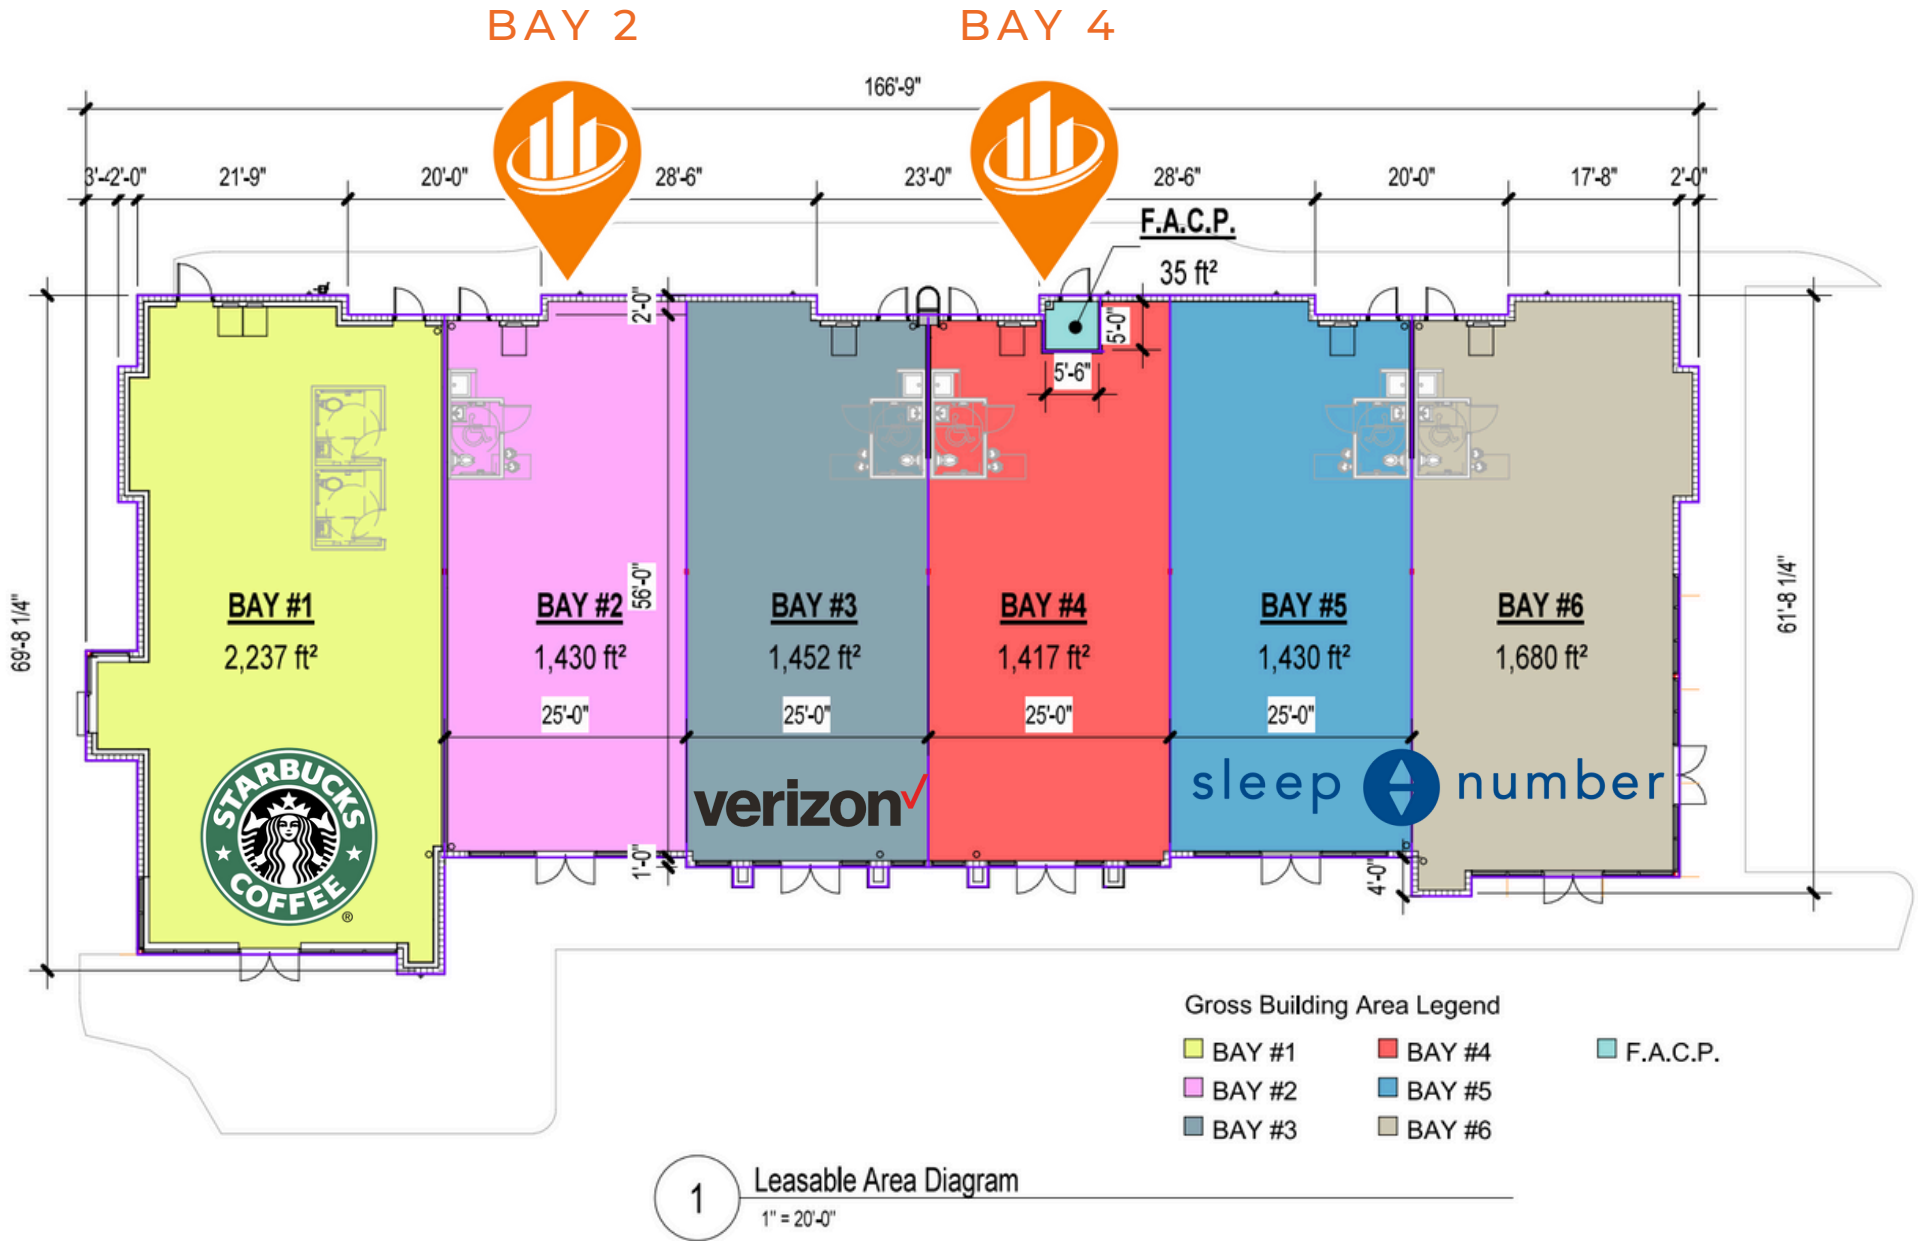 BAY 2
BAY 4
166'-9"
3'-2'-0"
21'-9"
20'-0"
28'-6"
23'-0"
28'-6"
20'-0"
17'-8"
2'-0"
F.A.C.P.
35 ft²
2'-0"
5'-0"
5'-6"
69'-8 1/4"
56'-0"
61'-8 1/4"
BAY #1
2,237 ft²
BAY #2
1,430 ft²
BAY #3
1,452 ft²
BAY #4
1,417 ft²
BAY #5
1,430 ft²
BAY #6
1,680 ft²
25'-0"
25'-0"
25'-0"
25'-0"
STARBUCKS
COFFEE
®
verizon✓
sleep number
1'-0"
4'-0"
Gross Building Area Legend
BAY #1
BAY #2
BAY #3
BAY #4
BAY #5
BAY #6
F.A.C.P.
1
Leasable Area Diagram
1" = 20'-0"